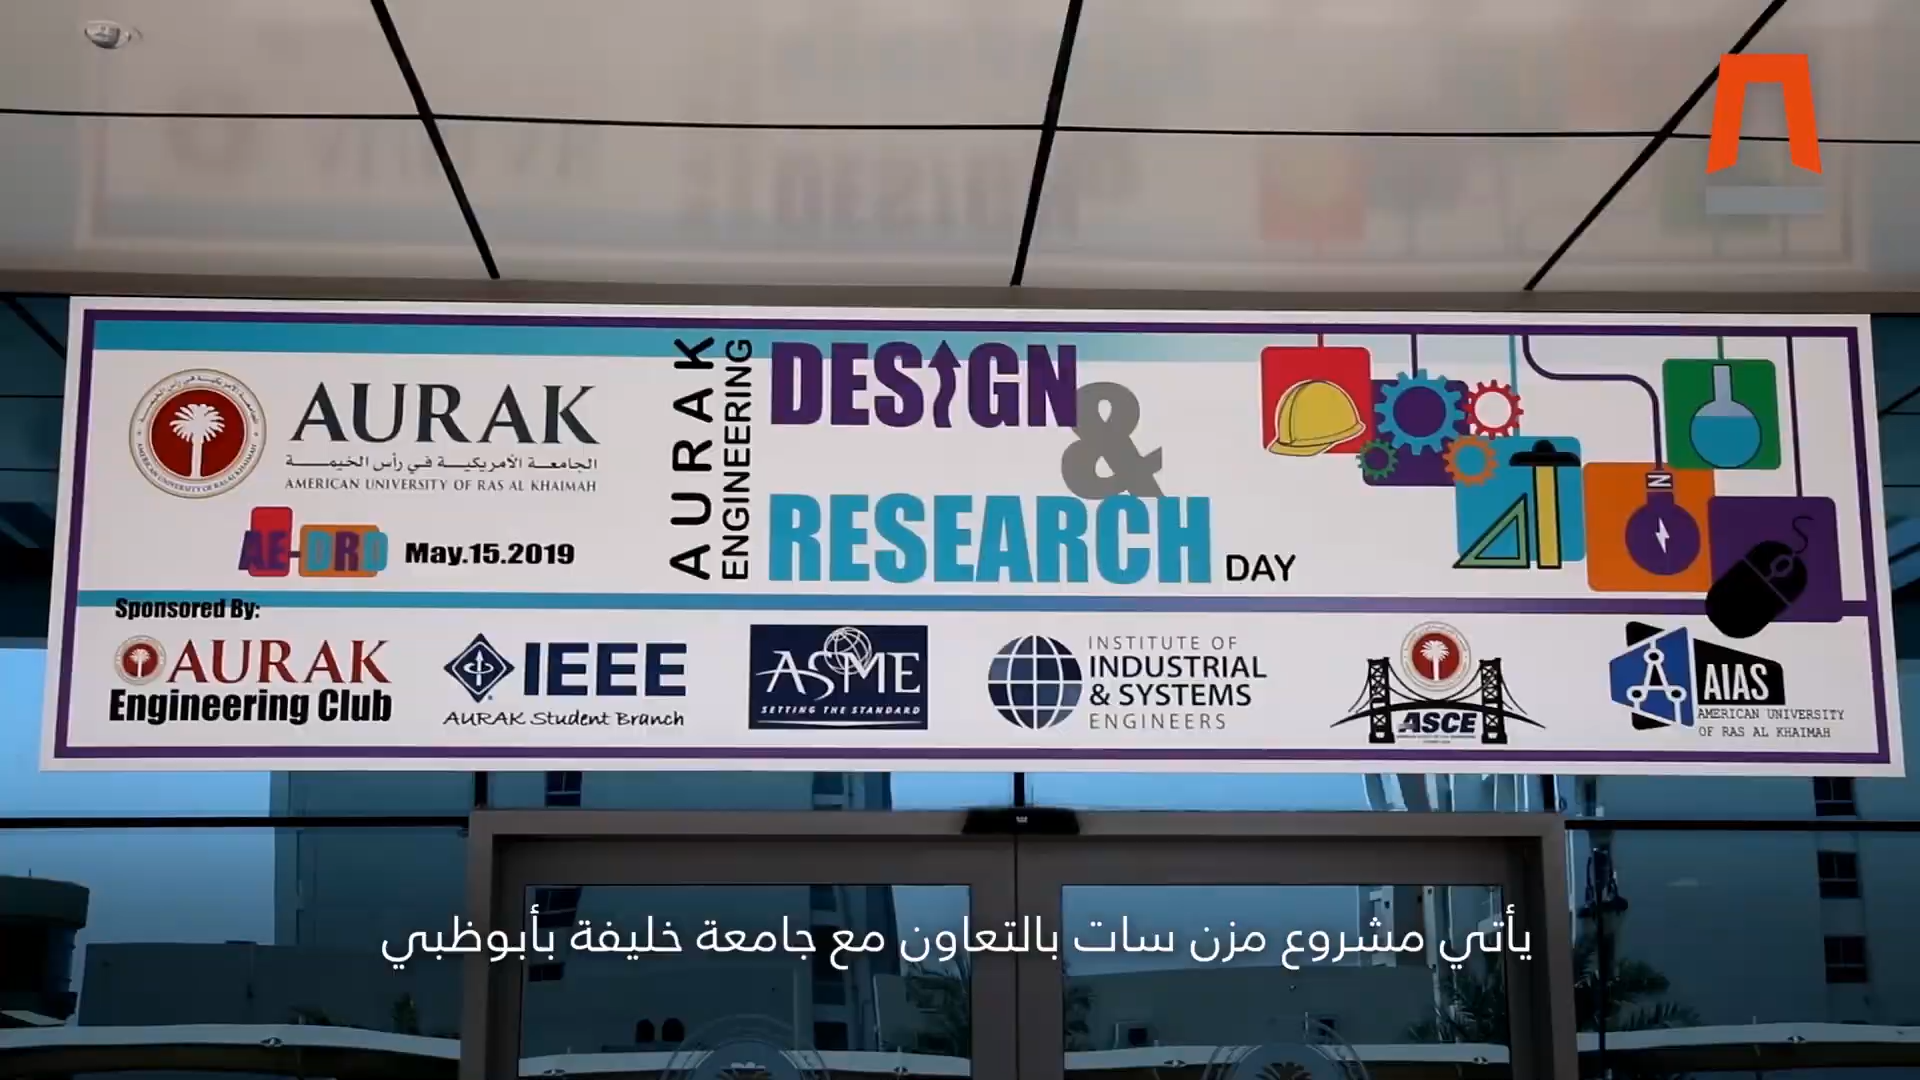 AURAK
الجامعة الأمريكية في رأس الخيمة
AMERICAN UNIVERSITY OF RAS AL KHAIMAH
AE-DRD May.15.2019
AURAK
ENGINEERING
DESIGN
&
RESEARCH DAY
Sponsored By:
AURAK
Engineering Club
IEEE
AURAK Student Branch
ASME
SETTING THE STANDARD
INSTITUTE OF
INDUSTRIAL
& SYSTEMS
ENGINEERS
ASCE
AIAS
AMERICAN UNIVERSITY
OF RAS AL KHAIMAH
يأتي مشروع مزن سات بالتعاون مع جامعة خليفة بأبوظبي